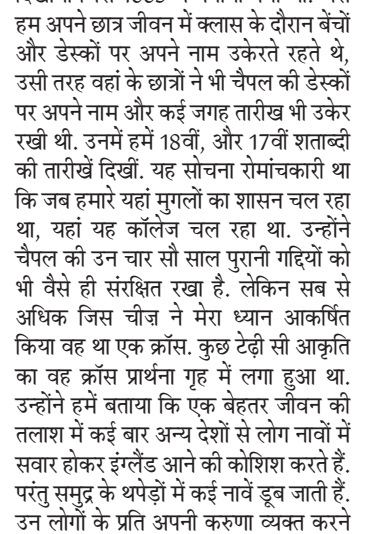 हम अपने छात्र जीवन में क्लास के दौरान बेंचों
और डेस्कों पर अपने नाम उकेरते रहते थे,
उसी तरह वहां के छात्रों ने भी चैपल की डेस्कों
पर अपने नाम और कई जगह तारीख भी उकेर
रखी थी. उनमें हमें 18वीं, और 17वीं शताब्दी
की तारीखें दिखीं. यह सोचना रोमांचकारी था
कि जब हमारे यहां मुगलों का शासन चल रहा
था, यहां यह कॉलेज चल रहा था. उन्होंने
चैपल की उन चार सौ साल पुरानी गद्दियों को
भी वैसे ही संरक्षित रखा है. लेकिन सब से
अधिक जिस चीज़ ने मेरा ध्यान आकर्षित
किया वह था एक क्रॉस. कुछ टेढ़ी सी आकृति
का वह क्रॉस प्रार्थना गृह में लगा हुआ था.
उन्होंने हमें बताया कि एक बेहतर जीवन की
तलाश में कई बार अन्य देशों से लोग नावों में
सवार होकर इंग्लैंड आने की कोशिश करते हैं.
परंतु समुद्र के थपेड़ों में कई नावें डूब जाती हैं.
उन लोगों के प्रति अपनी करुणा व्यक्त करने